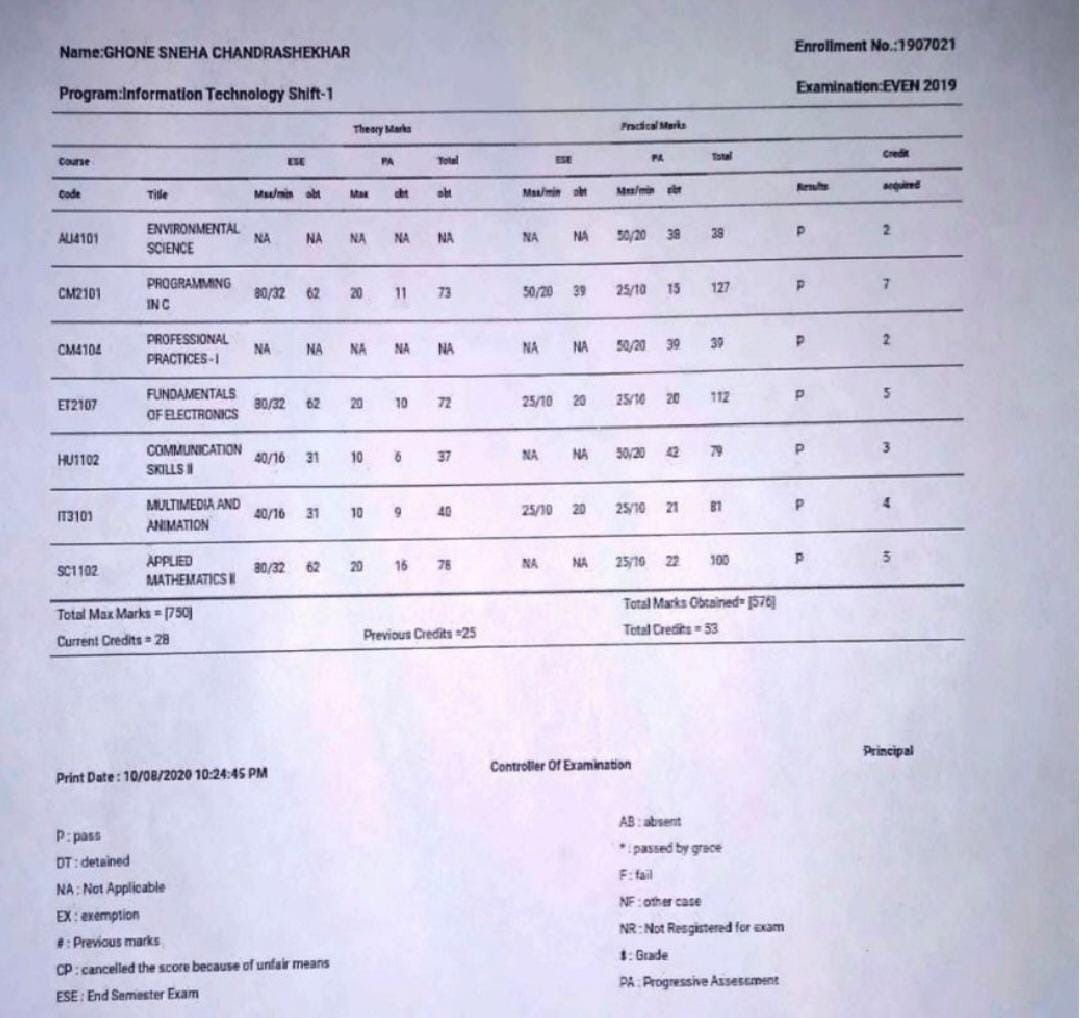 Name:GHONE SNEHA CHANDRASHEKHAR Enrollment No.:1907021
Program:Information Technology Shift-1 Examination:EVEN 2019
Theory Marks Practical Marks
Course ESE PA Total ESE PA Total Credit
Code Title Max/min obt Max obt obt Max/min obt Max/min obt Results acquired
AU4101 ENVIRONMENTAL SCIENCE NA NA NA NA NA NA NA 50/20 38 38 P 2
CM2101 PROGRAMMING IN C 80/32 62 20 11 73 50/20 39 25/10 15 127 P 7
CM4104 PROFESSIONAL PRACTICES-I NA NA NA NA NA NA NA 50/20 39 39 P 2
ET2107 FUNDAMENTALS OF ELECTRONICS 80/32 62 20 10 72 25/10 20 25/10 20 112 P 5
HU1102 COMMUNICATION SKILLS II 40/16 31 10 6 37 NA NA 50/20 42 79 P 3
IT3101 MULTIMEDIA AND ANIMATION 40/16 31 10 9 40 25/10 20 25/10 21 81 P 4
SC1102 APPLIED MATHEMATICS II 80/32 62 20 16 78 NA NA 25/10 22 100 P 5
Total Max Marks = [750] Total Marks Obtained= [576]
Current Credits = 28 Previous Credits =25 Total Credits = 53
Principal
Print Date : 10/08/2020 10:24:45 PM Controller Of Examination
P : pass AB : absent
DT : detained * : passed by grace
NA : Not Applicable F : fail
EX : exemption NF : other case
# : Previous marks NR : Not Resgistered for exam
CP : cancelled the score because of unfair means $ : Grade
ESE : End Semester Exam PA : Progressive Assessment